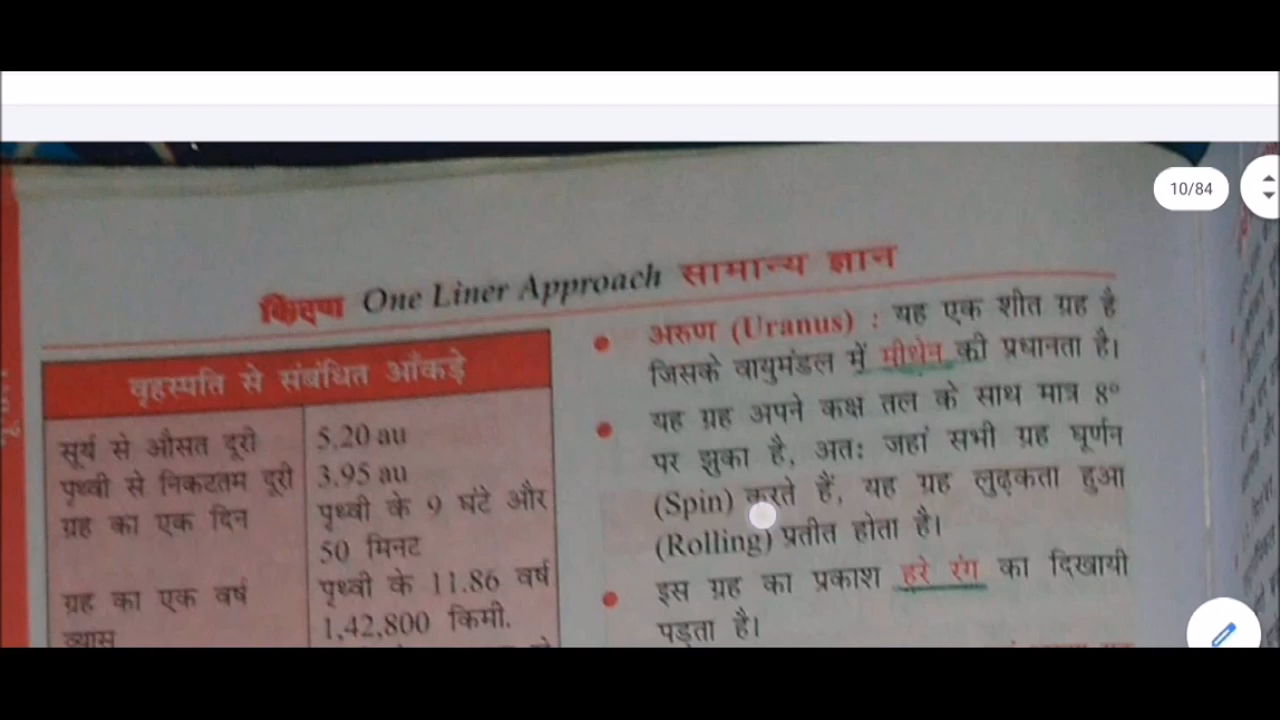 10/84
किरण One Liner Approach सामान्य ज्ञान
वृहस्पति से संबंधित आँकड़े
सूर्य से औसत दूरी 5.20 au
पृथ्वी से निकटतम दूरी 3.95 au
ग्रह का एक दिन पृथ्वी के 9 घंटे और
50 मिनट
ग्रह का एक वर्ष पृथ्वी के 11.86 वर्ष
व्यास 1,42,800 किमी.
अरुण (Uranus) : यह एक शीत ग्रह है
जिसके वायुमंडल में मीथेन की प्रधानता है।
यह ग्रह अपने कक्ष तल के साथ मात्र 8°
पर झुका है, अतः जहां सभी ग्रह घूर्णन
(Spin) करते हैं, यह ग्रह लुढ़कता हुआ
(Rolling) प्रतीत होता है।
इस ग्रह का प्रकाश हरे रंग का दिखायी
पड़ता है।